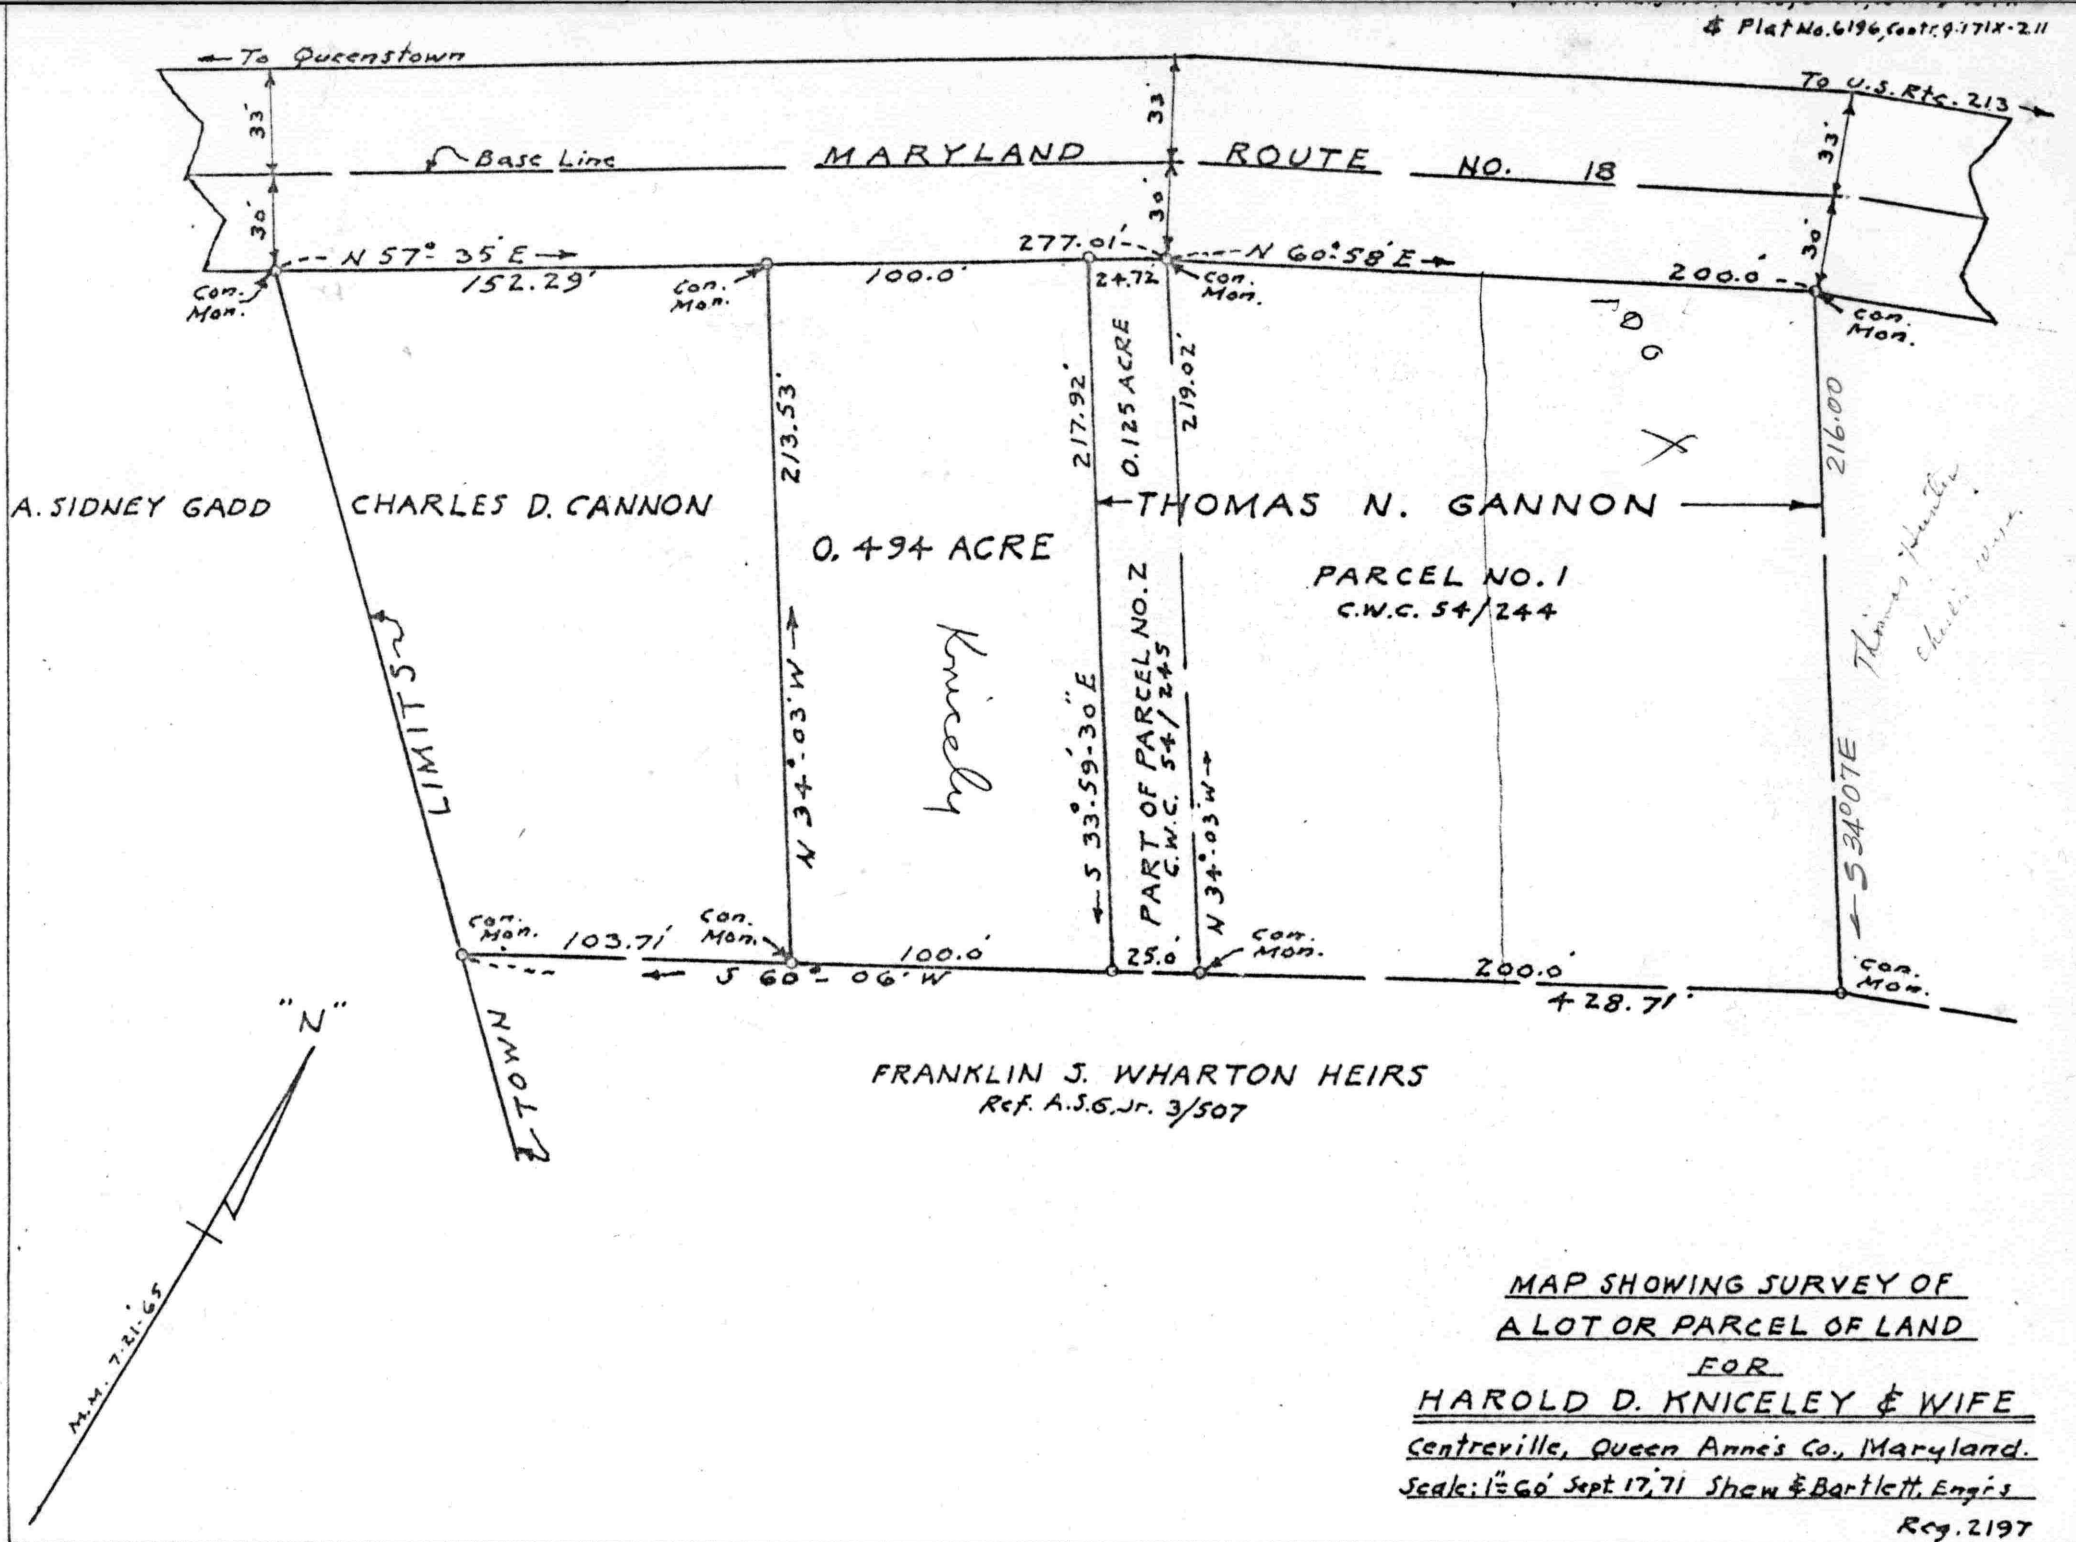 & Plat No. 6196, Contr. Q-171X-211
← To Queenstown
To U.S. Rte. 213 →
33'
33'
33'
Base Line
MARYLAND ROUTE NO. 18
30'
30'
30'
N 57°-35'E →
277.01'
N 60°-58'E →
152.29'
100.0'
24.72'
200.0'
Con. Mon.
Con. Mon.
Con. Mon.
Con. Mon.
213.53'
217.92'
0.125 ACRE
219.02'
216.00
A. SIDNEY GADD
CHARLES D. CANNON
THOMAS N. GANNON
0.494 ACRE
PARCEL NO. 1
C.W.C. 54/244
Knicely
PART OF PARCEL NO. 2
C.W.C. 54/245
N 34°-03'W →
← S 33°-59'-30" E
N 34°-03'W →
← S 34°07'E
Thomas Hunter
LIMITS
TOWN
Con. Mon.
Con. Mon.
Con. Mon.
Con. Mon.
103.71'
100.0'
25.0'
200.0'
← S 60°-06' W
428.71'
"N"
FRANKLIN S. WHARTON HEIRS
Ref. A.S.G. Jr. 3/507
M.M. 7-21-'65
MAP SHOWING SURVEY OF
A LOT OR PARCEL OF LAND
FOR
HAROLD D. KNICELEY & WIFE
Centreville, Queen Anne's Co., Maryland.
Scale: 1"=60' Sept 17,'71 Shaw & Bartlett, Engr's
Reg. 2197